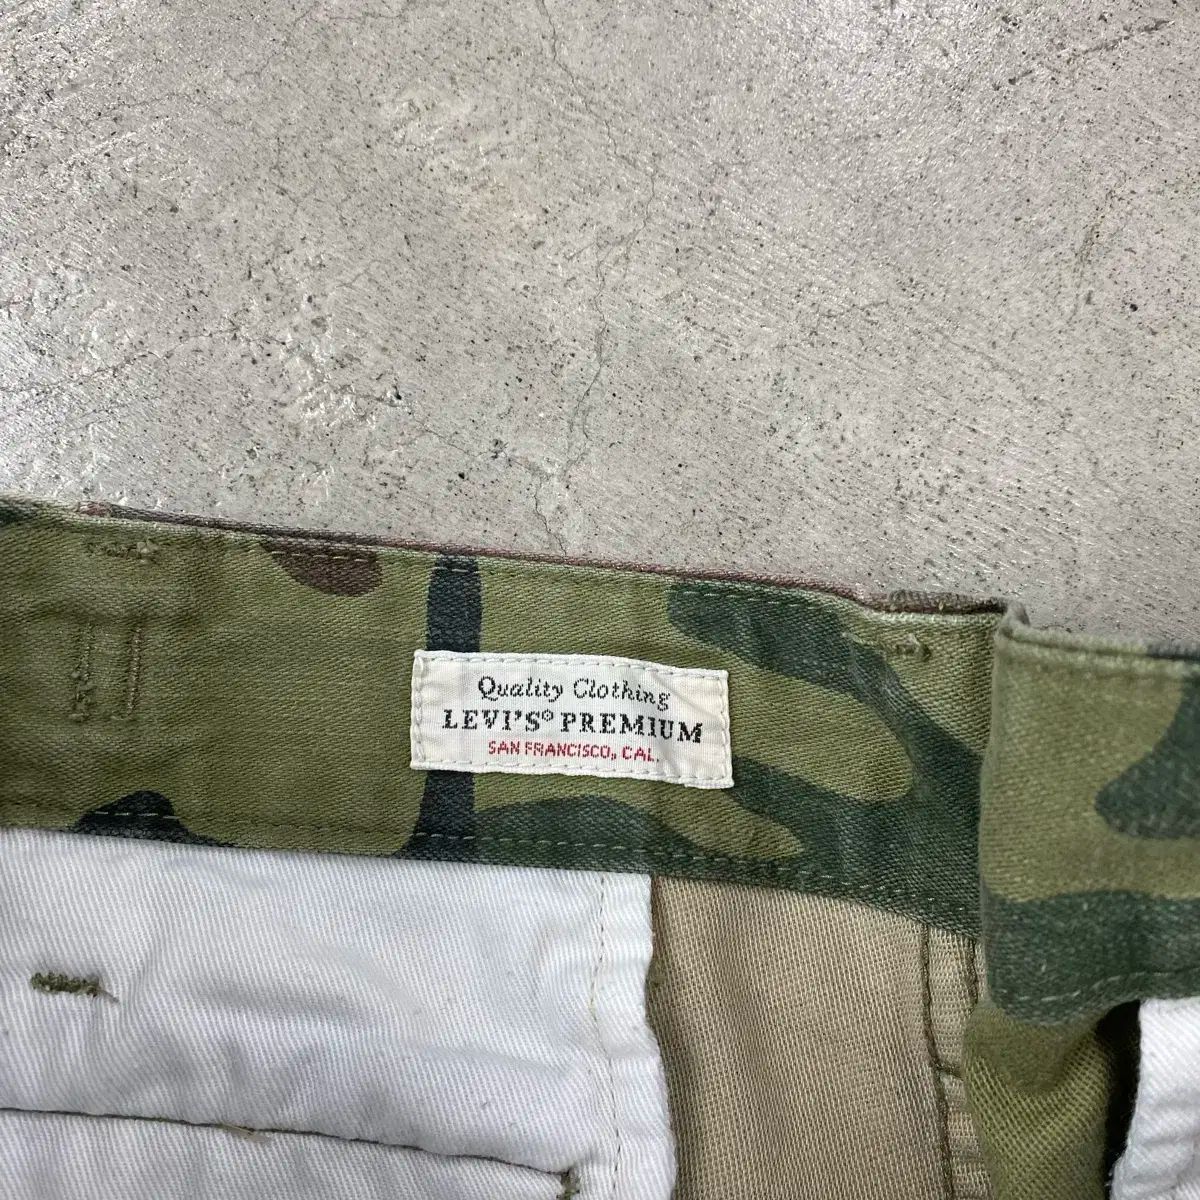 Quality Clothing
LEVI'S® PREMIUM
SAN FRANCISCO, CAL.